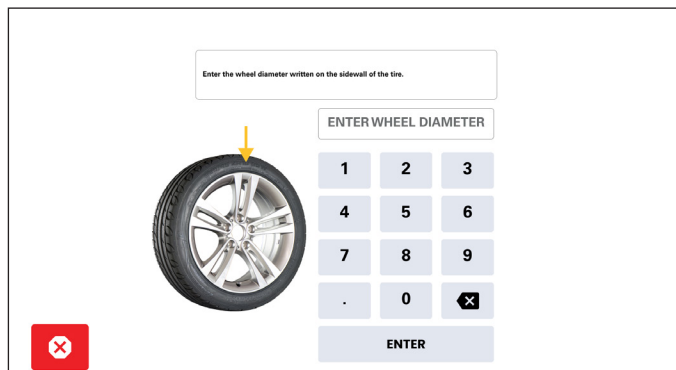 Enter the wheel diameter written on the sidewall of the tire.
ENTER WHEEL DIAMETER
1 2 3
4 5 6
7 8 9
. 0
ENTER